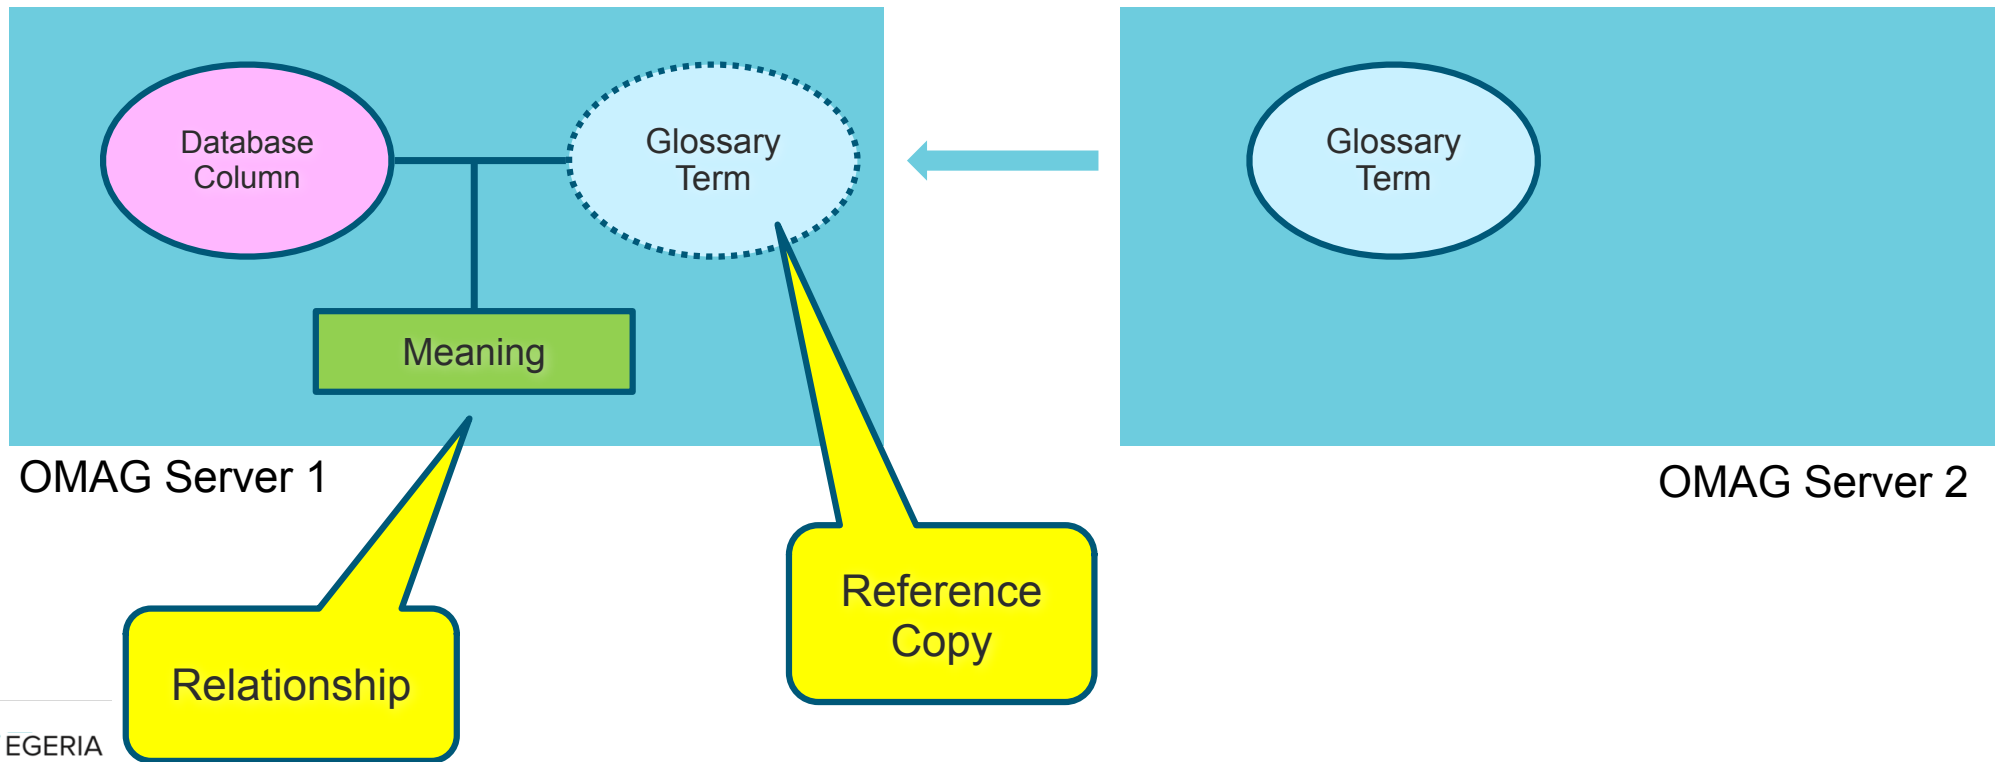 Database
Column
Glossary
Term
Glossary
Term
Meaning
OMAG Server 1
OMAG Server 2
Reference
Copy
Relationship
EGERIA